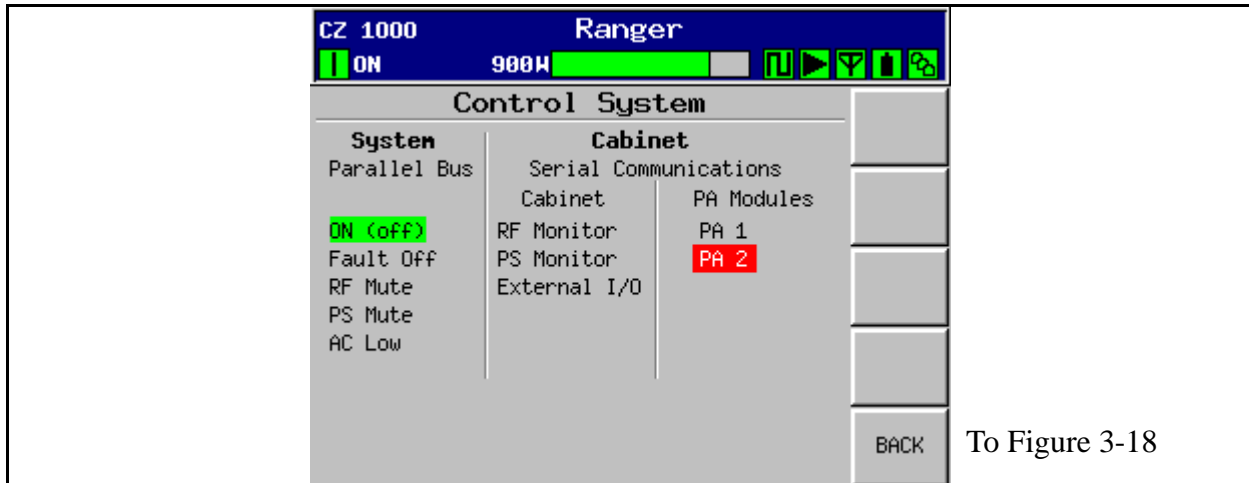 CZ 1000 Ranger
ON 900W
Control System
System
Parallel Bus
ON (off)
Fault Off
RF Mute
PS Mute
AC Low
Cabinet
Serial Communications
Cabinet
RF Monitor
PS Monitor
External I/O
PA Modules
PA 1
PA 2
BACK
To Figure 3-18